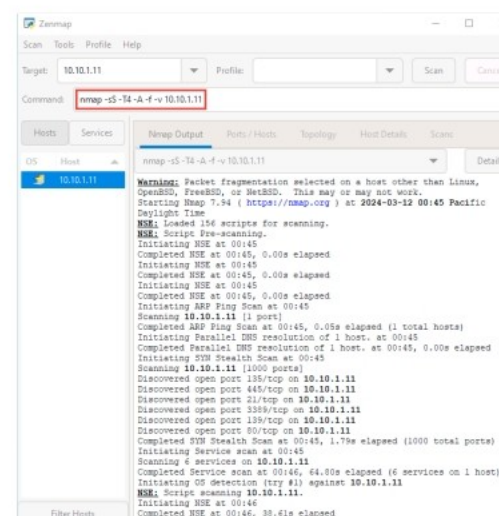 Zenmap
Scan Tools Profile Help
Target: 10.10.1.11 Profile: Scan Cancel
Command: nmap -sS -T4 -A -f -v 10.10.1.11
Hosts Services Nmap Output Ports / Hosts Topology Host Details Scans
OS Host nmap -sS -T4 -A -f -v 10.10.1.11 Detail
10.10.1.11
Warning: Packet fragmentation selected on a host other than Linux,
OpenBSD, FreeBSD, or NetBSD. This may or may not work.
Starting Nmap 7.94 ( https://nmap.org ) at 2024-03-12 00:45 Pacific
Daylight Time
NSE: Loaded 156 scripts for scanning.
NSE: Script Pre-scanning.
Initiating NSE at 00:45
Completed NSE at 00:45, 0.00s elapsed
Initiating NSE at 00:45
Completed NSE at 00:45, 0.00s elapsed
Initiating NSE at 00:45
Completed NSE at 00:45, 0.00s elapsed
Initiating ARP Ping Scan at 00:45
Scanning 10.10.1.11 [1 port]
Completed ARP Ping Scan at 00:45, 0.05s elapsed (1 total hosts)
Initiating Parallel DNS resolution of 1 host. at 00:45
Completed Parallel DNS resolution of 1 host. at 00:45, 0.00s elapsed
Initiating SYN Stealth Scan at 00:45
Scanning 10.10.1.11 [1000 ports]
Discovered open port 135/tcp on 10.10.1.11
Discovered open port 445/tcp on 10.10.1.11
Discovered open port 21/tcp on 10.10.1.11
Discovered open port 3389/tcp on 10.10.1.11
Discovered open port 139/tcp on 10.10.1.11
Discovered open port 80/tcp on 10.10.1.11
Completed SYN Stealth Scan at 00:45, 1.79s elapsed (1000 total ports)
Initiating Service scan at 00:45
Scanning 6 services on 10.10.1.11
Completed Service scan at 00:46, 64.80s elapsed (6 services on 1 host)
Initiating OS detection (try #1) against 10.10.1.11
NSE: Script scanning 10.10.1.11.
Initiating NSE at 00:46
Completed NSE at 00:46, 38.61s elapsed
Filter Hosts